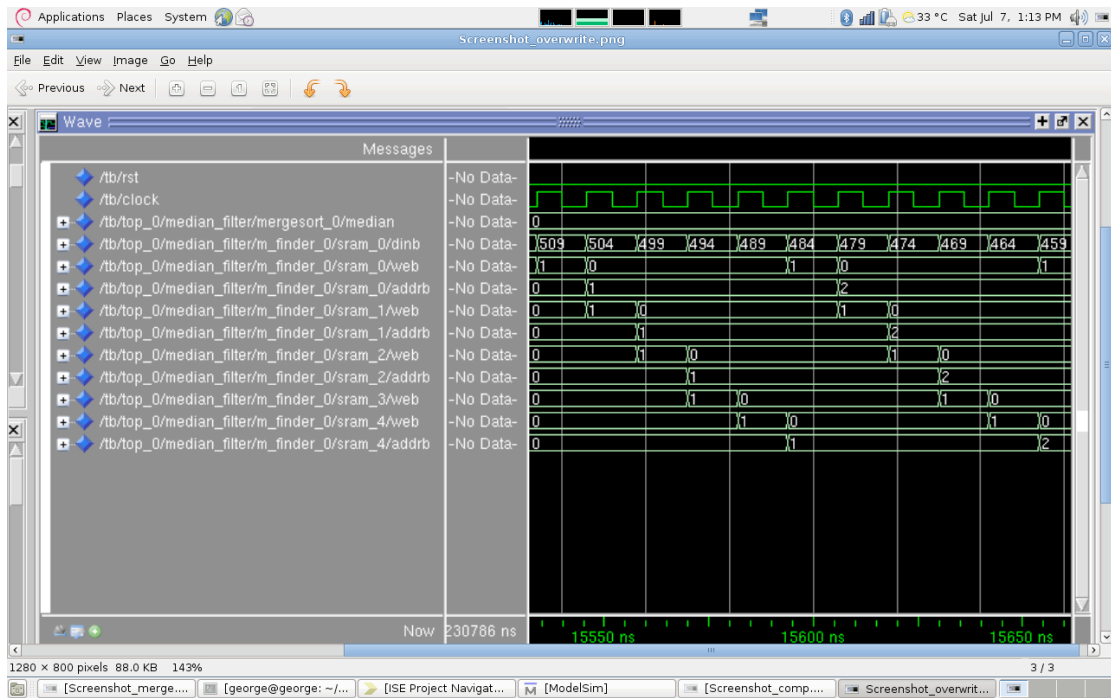 Applications Places System 33 °C Sat Jul 7, 1:13 PM
Screenshot_overwrite.png
File Edit View Image Go Help
Previous Next
Wave
Messages
/tb/rst -No Data-
/tb/clock -No Data-
/tb/top_0/median_filter/mergesort_0/median -No Data- 0
/tb/top_0/median_filter/m_finder_0/sram_0/dinb -No Data- 509 504 499 494 489 484 479 474 469 464 459
/tb/top_0/median_filter/m_finder_0/sram_0/web -No Data- 1 0 1 0 1
/tb/top_0/median_filter/m_finder_0/sram_0/addrb -No Data- 0 1 2
/tb/top_0/median_filter/m_finder_0/sram_1/web -No Data- 0 1 0 1 0
/tb/top_0/median_filter/m_finder_0/sram_1/addrb -No Data- 0 1 2
/tb/top_0/median_filter/m_finder_0/sram_2/web -No Data- 0 1 0 1 0
/tb/top_0/median_filter/m_finder_0/sram_2/addrb -No Data- 0 1 2
/tb/top_0/median_filter/m_finder_0/sram_3/web -No Data- 0 1 0 1 0
/tb/top_0/median_filter/m_finder_0/sram_4/web -No Data- 0 1 0 1 0
/tb/top_0/median_filter/m_finder_0/sram_4/addrb -No Data- 0 1 2
Now 230786 ns 15550 ns 15600 ns 15650 ns
1280 × 800 pixels 88.0 KB 143% 3 / 3
[Screenshot_merge.... [george@george: ~/... [ISE Project Navigat... [ModelSim] [Screenshot_comp.... Screenshot_overwrit...